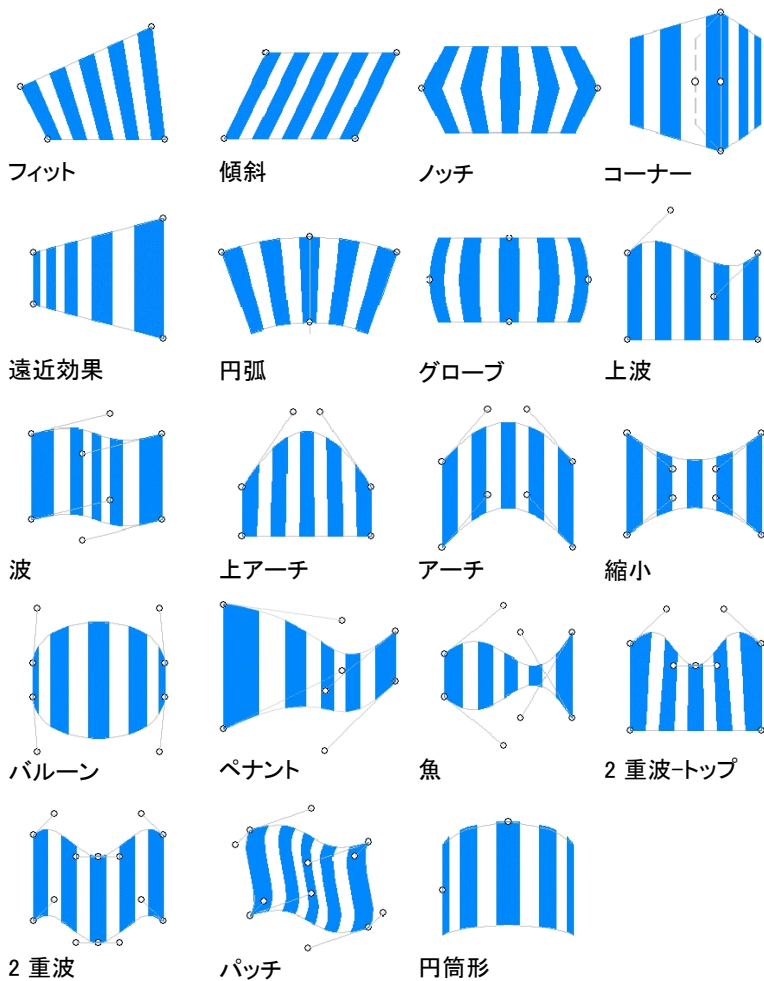 フィット
傾斜
ノッチ
コーナー
遠近効果
円弧
グローブ
上波
波
上アーチ
アーチ
縮小
バルーン
ペナント
魚
2 重波-トップ
2 重波
パッチ
円筒形